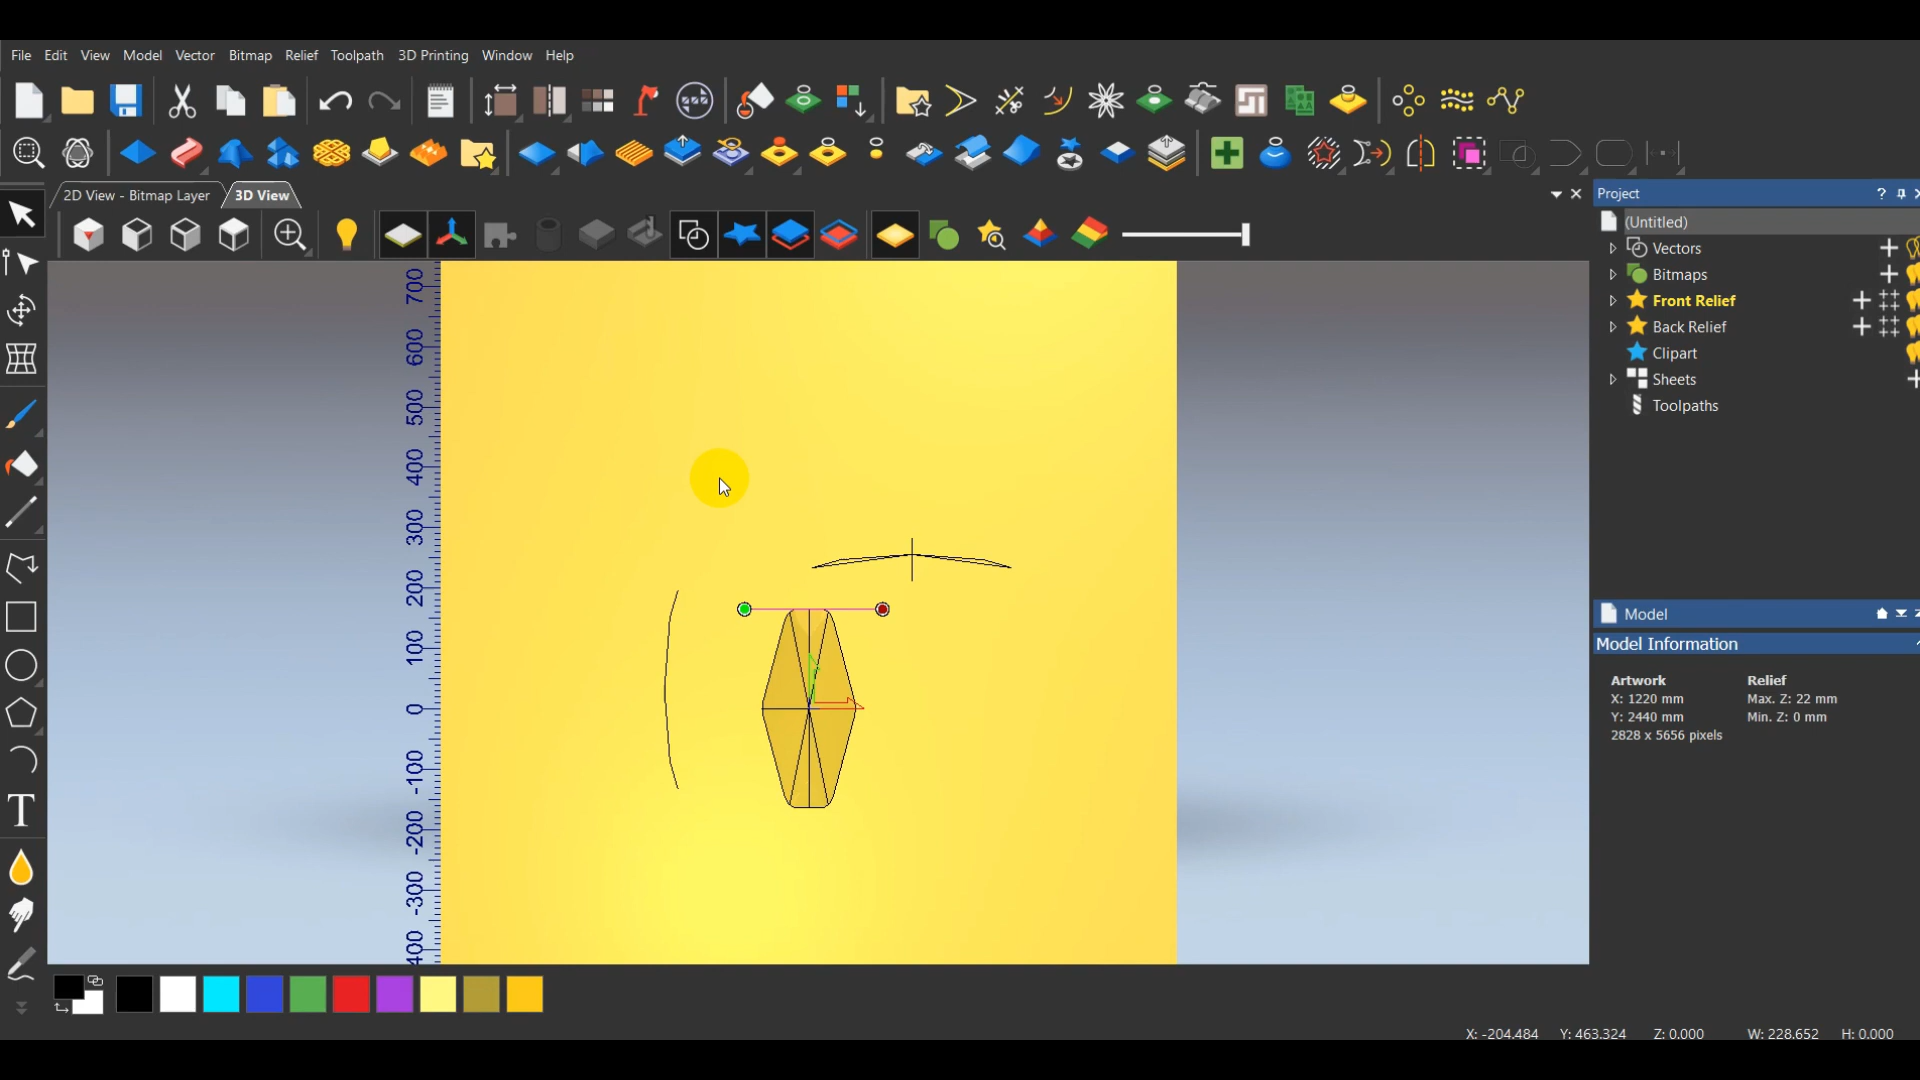 File Edit View Model Vector Bitmap Relief Toolpath 3D Printing Window Help
2D View - Bitmap Layer 3D View
Project ?
(Untitled)
Vectors
Bitmaps
Front Relief
Back Relief
Clipart
Sheets
Toolpaths
700
600
500
400
300
200
100
0
-100
-200
-300
400
T
Model
Model Information
Artwork Relief
X: 1220 mm Max. Z: 22 mm
Y: 2440 mm Min. Z: 0 mm
2828 x 5656 pixels
X: -204.484 Y: 463.324 Z: 0.000 W: 228.652 H: 0.000